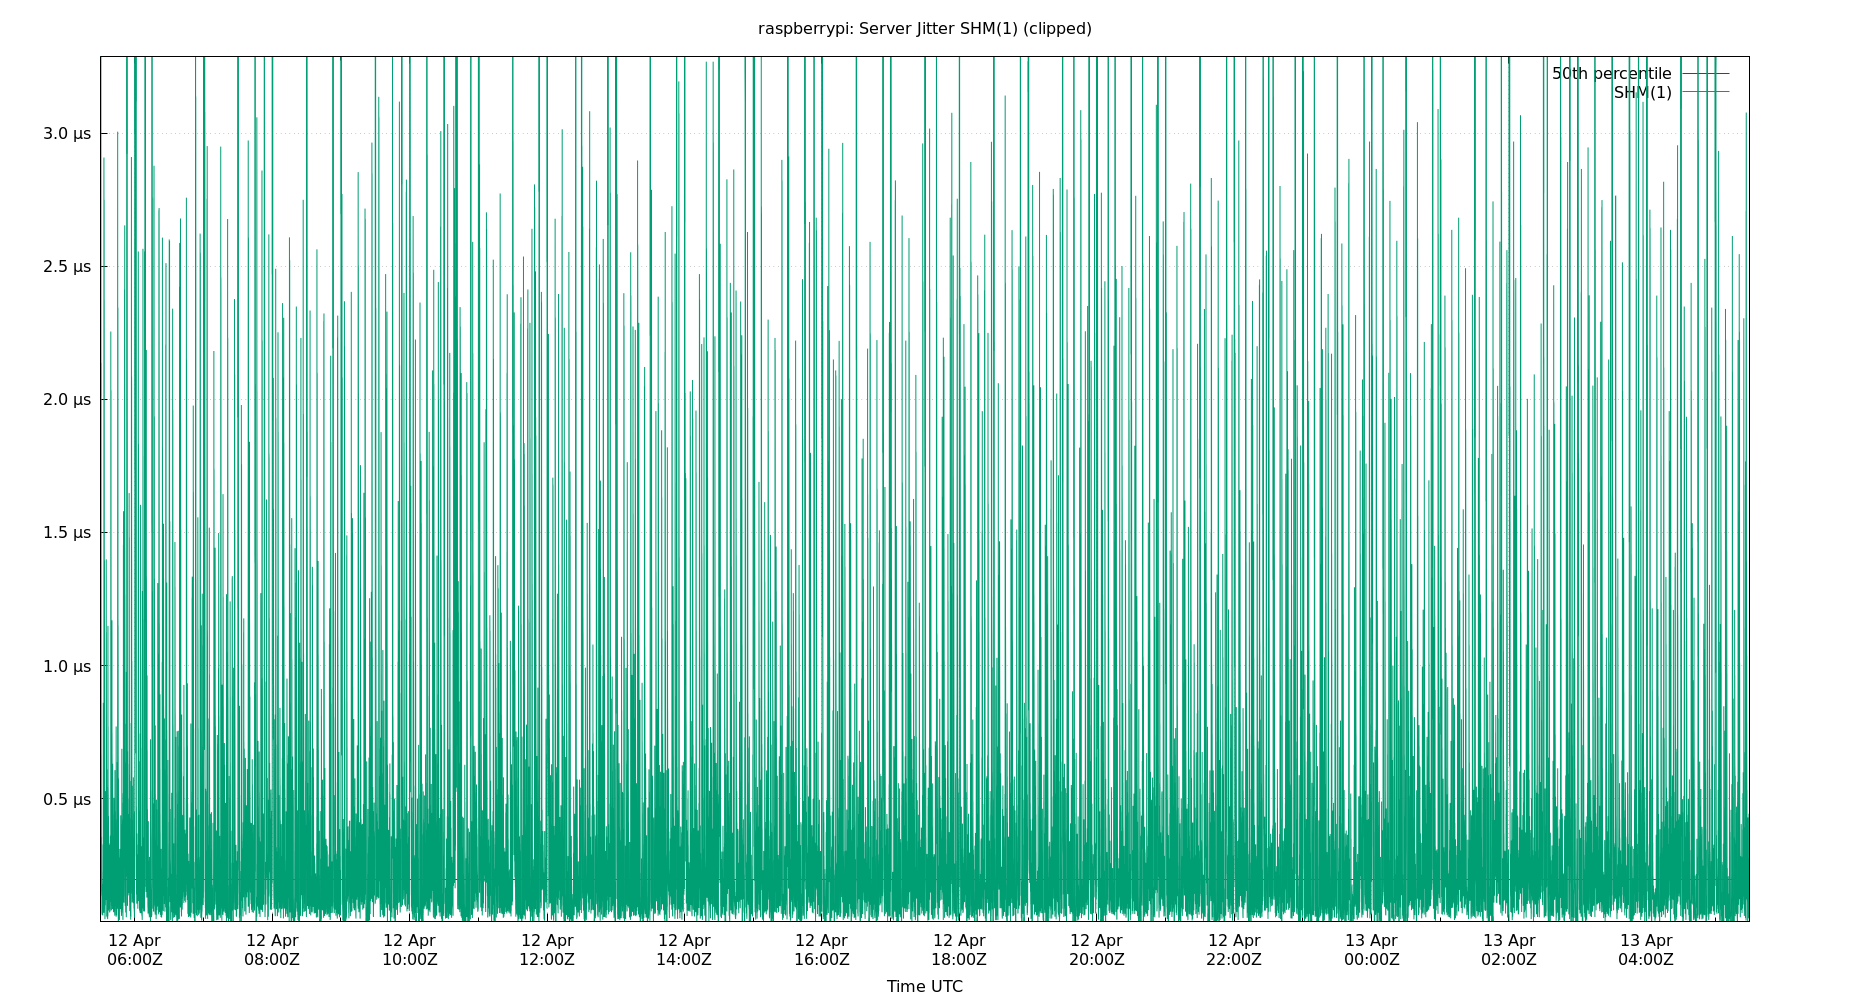 raspberrypi: Server Jitter SHM(1) (clipped)
50th percentile
SHM(1)
3.0 µs
2.5 µs
2.0 µs
1.5 µs
1.0 µs
0.5 µs
12 Apr 12 Apr 12 Apr 12 Apr 12 Apr 12 Apr 12 Apr 12 Apr 12 Apr 13 Apr 13 Apr 13 Apr
06:00Z 08:00Z 10:00Z 12:00Z 14:00Z 16:00Z 18:00Z 20:00Z 22:00Z 00:00Z 02:00Z 04:00Z
Time UTC